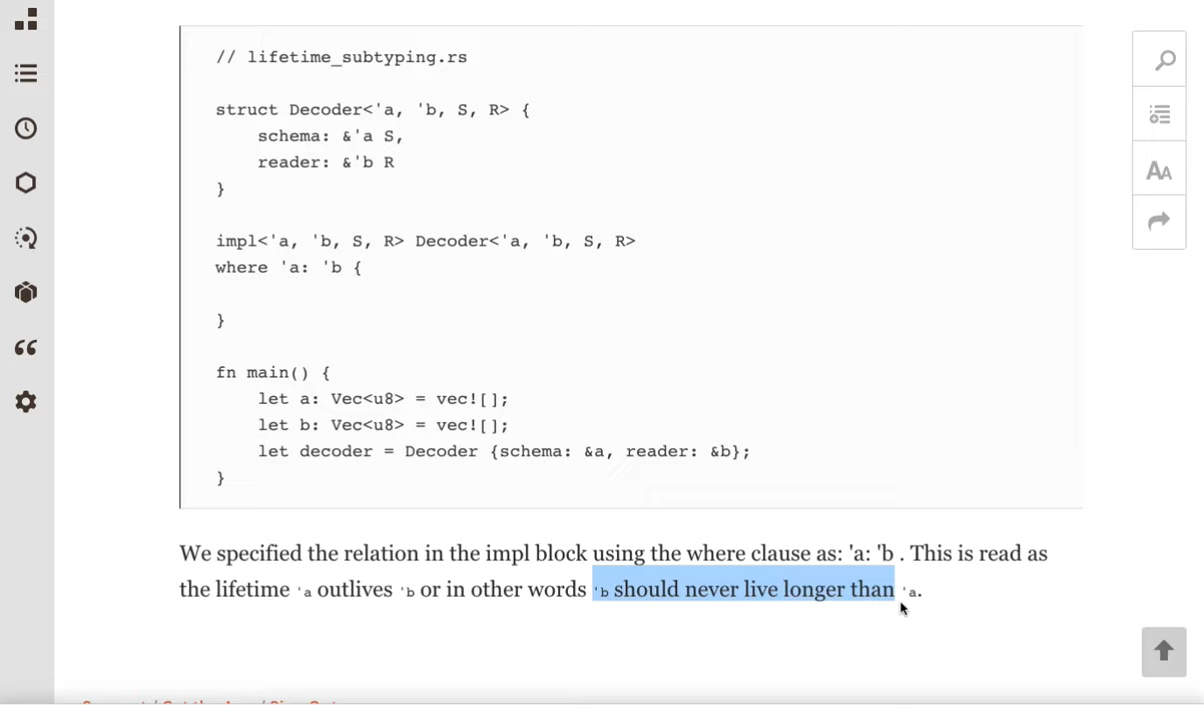 // lifetime_subtyping.rs
struct Decoder<'a, 'b, S, R> {
    schema: &'a S,
    reader: &'b R
}
impl<'a, 'b, S, R> Decoder<'a, 'b, S, R>
where 'a: 'b {
}
fn main() {
    let a: Vec<u8> = vec![];
    let b: Vec<u8> = vec![];
    let decoder = Decoder {schema: &a, reader: &b};
}
We specified the relation in the impl block using the where clause as: 'a: 'b . This is read as
the lifetime 'a outlives 'b or in other words 'b should never live longer than 'a.